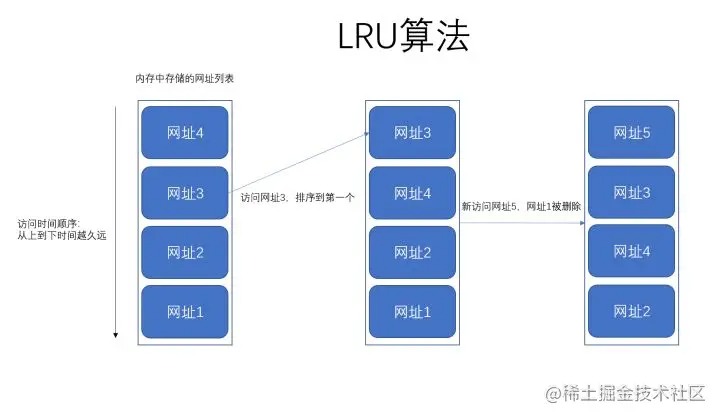 LRU算法
内存中存储的网址列表
网址4
网址3
网址2
网址1
访问时间顺序:
从上到下时间越久远
访问网址3，排序到第一个
网址3
网址4
网址2
网址1
新访问网址5，网址1被删除
网址5
网址3
网址4
网址2
@稀土掘金技术社区